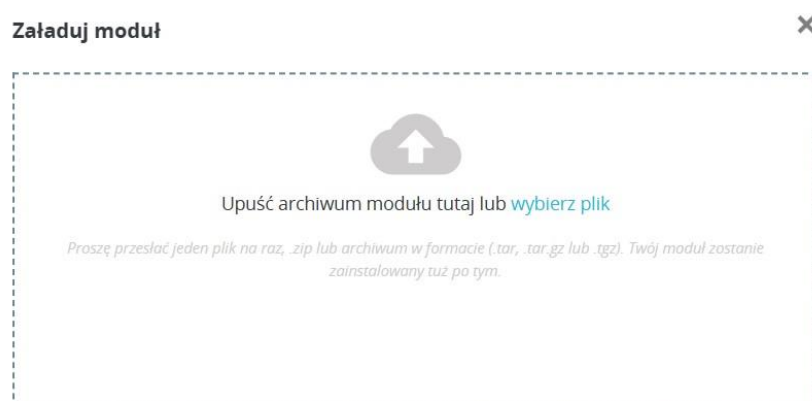 Załaduj moduł
Upuść archiwum modułu tutaj lub wybierz plik
Proszę przesłać jeden plik na raz, .zip lub archiwum w formacie (.tar, .tar.gz lub .tgz). Twój moduł zostanie
zainstalowany tuż po tym.